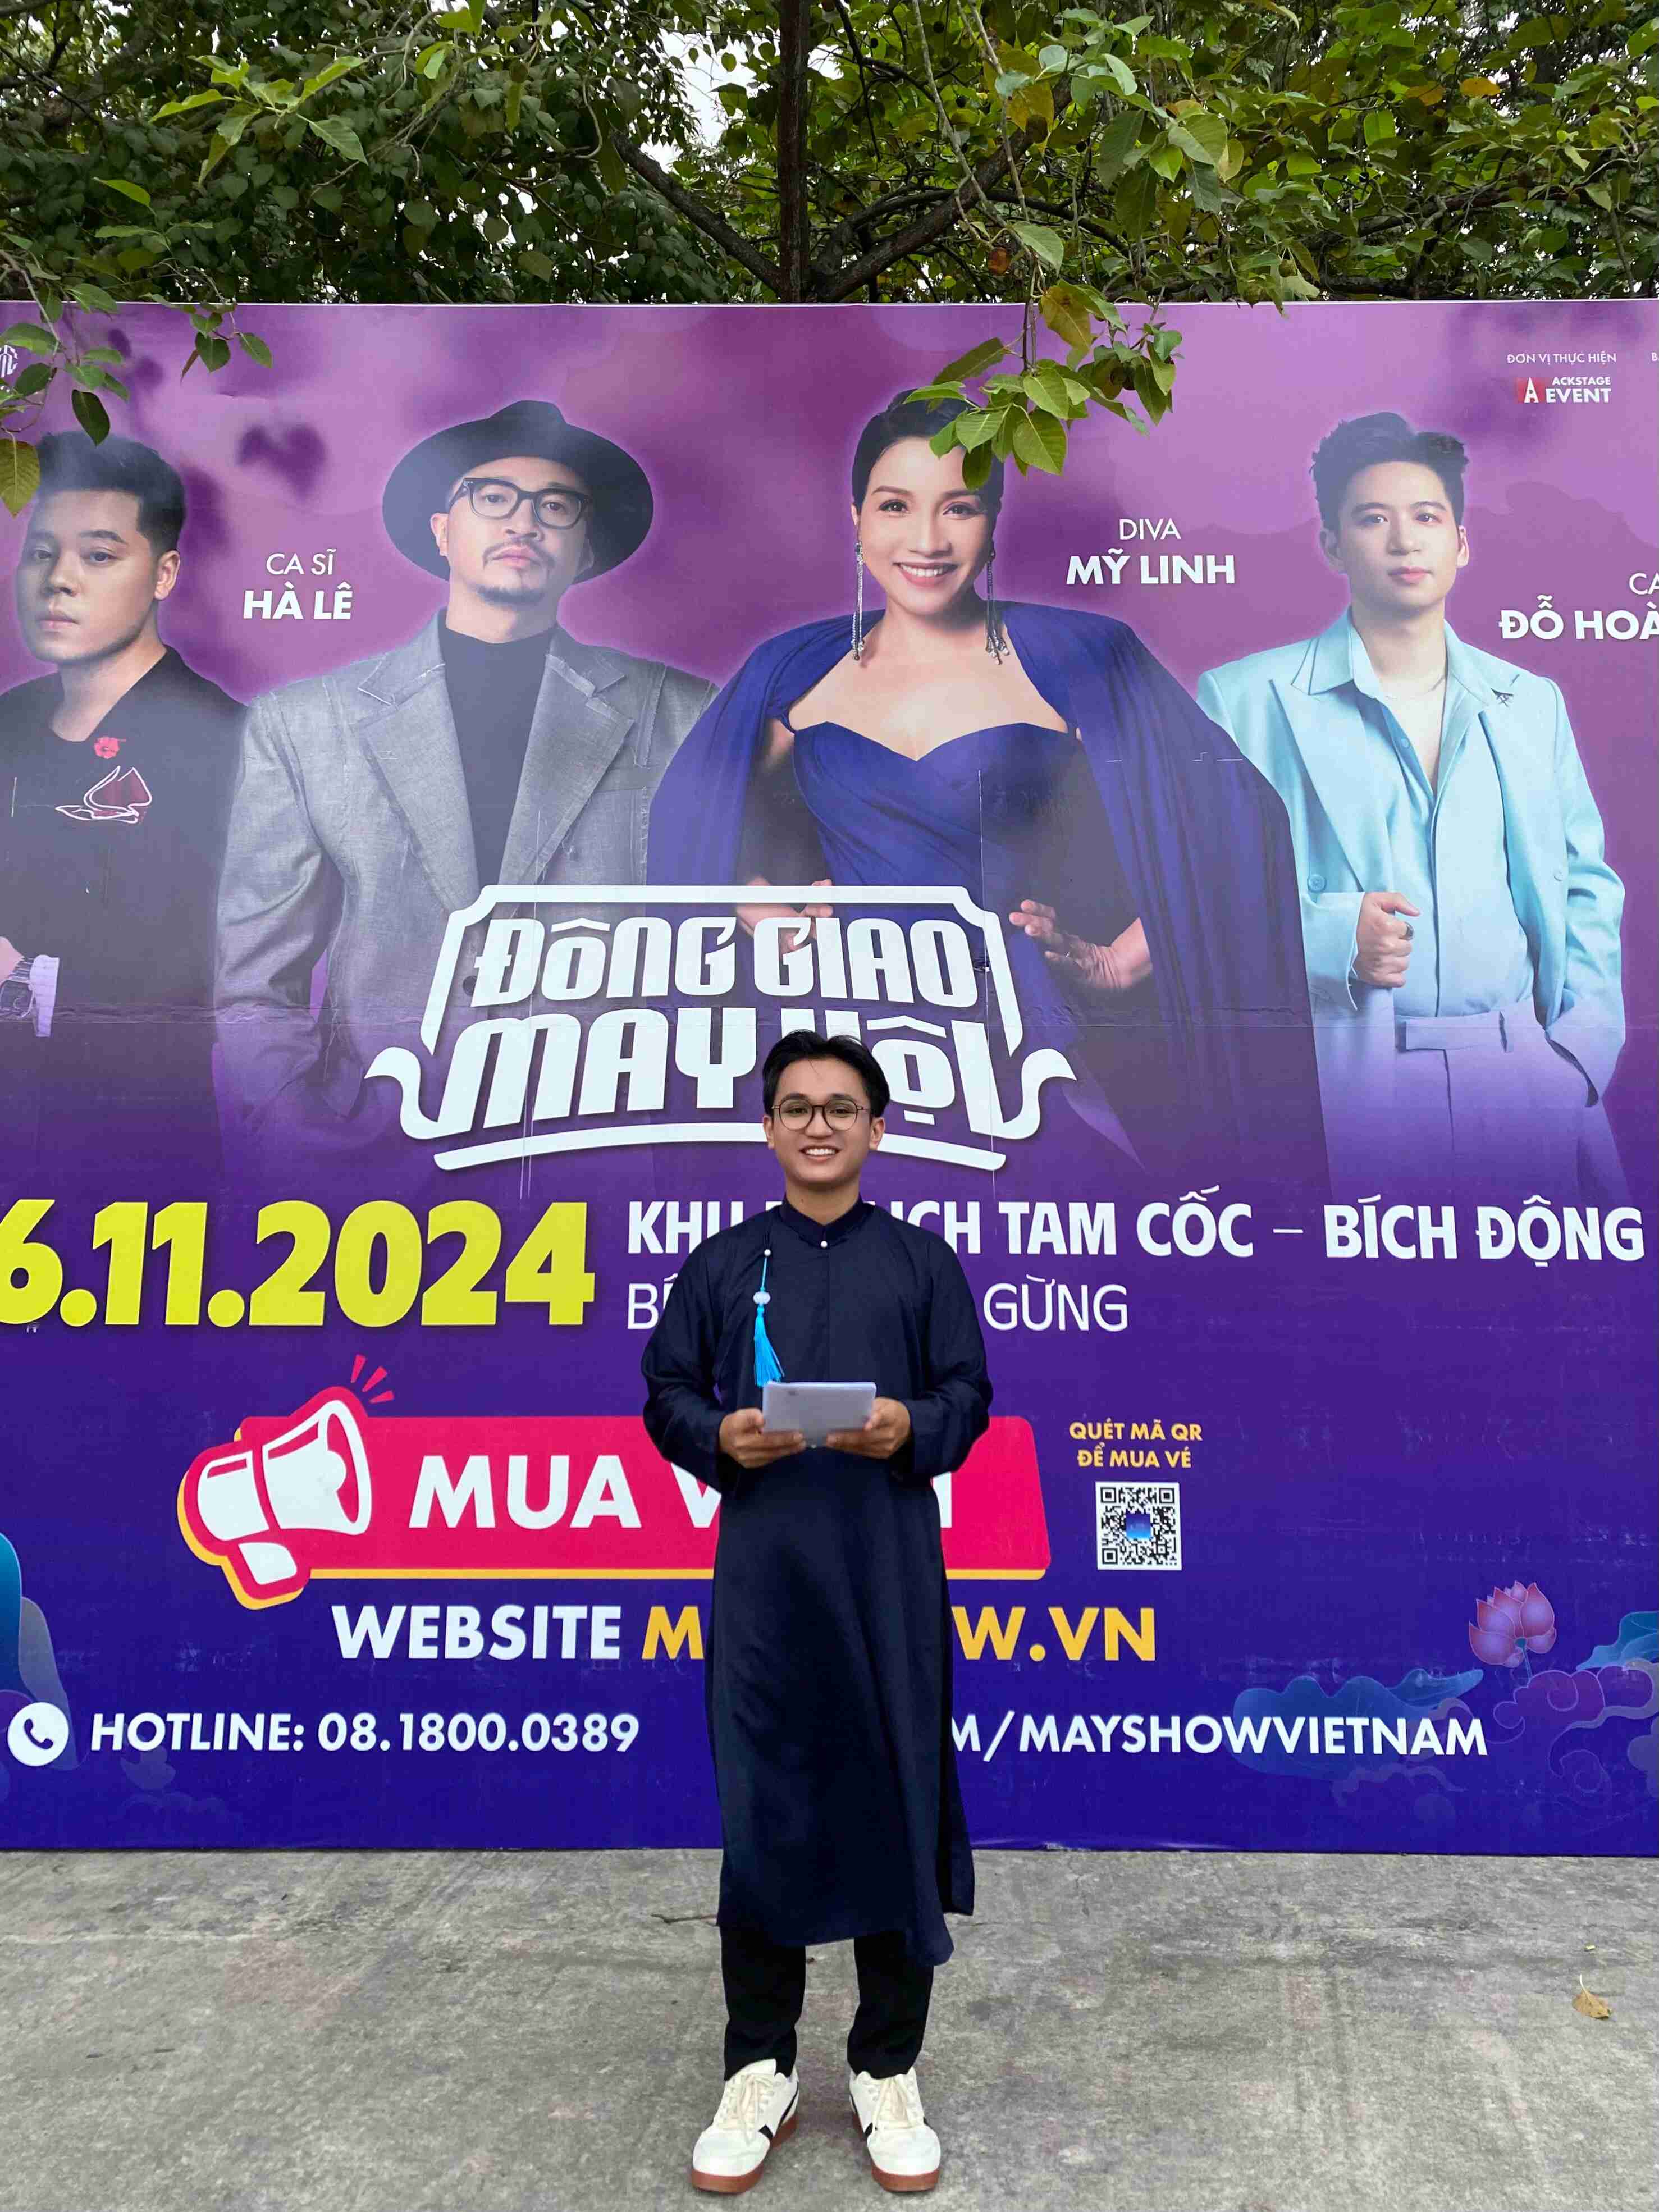 ĐƠN VỊ THỰC HIỆN
ACKSTAGE
EVENT
CA SĨ
HÀ LÊ
DIVA
MỸ LINH
ĐỖ HOÀ
ĐÔNG GIAO
MAY HỘI
6.11.2024
KHU LỊCH TAM CỐC – BÍCH ĐỘNG
GỪNG
MUA
QUÉT MÃ QR
ĐỂ MUA VÉ
WEBSITE M W.VN
HOTLINE: 08.1800.0389
M/MAYSHOWVIETNAM